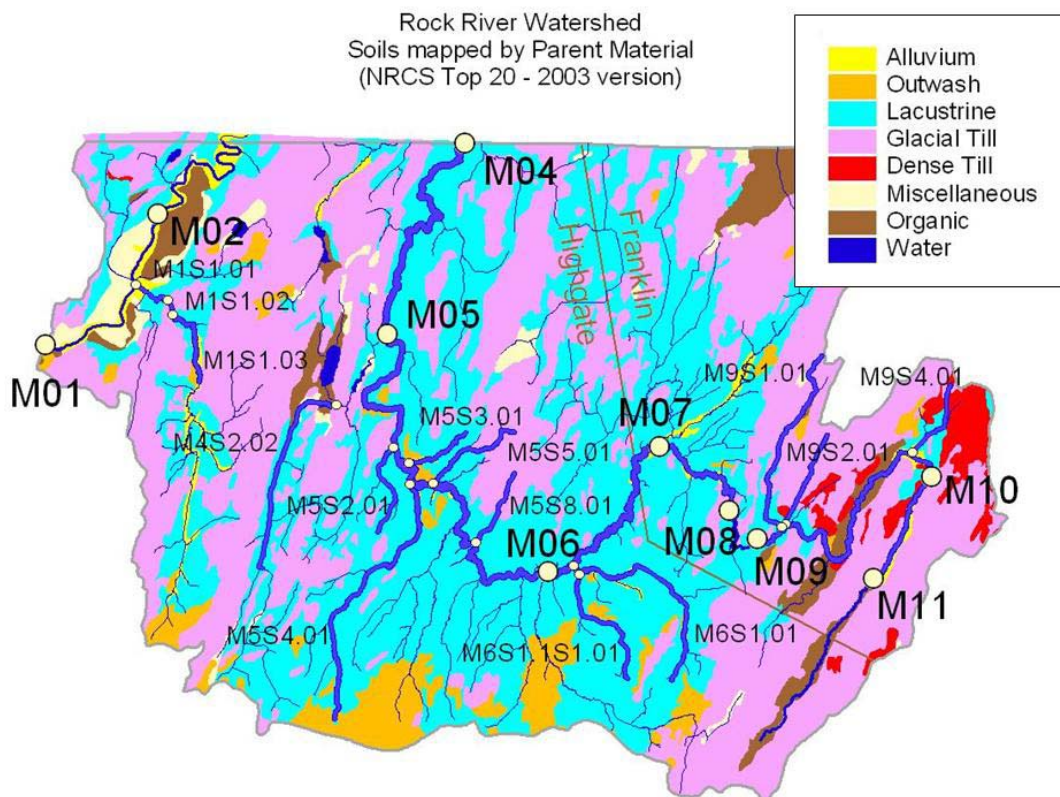 Rock River Watershed
Soils mapped by Parent Material
(NRCS Top 20 - 2003 version)
Alluvium
Outwash
Lacustrine
Glacial Till
Dense Till
Miscellaneous
Organic
Water
M04
M02
Highgate
Franklin
M1S1.01
M1S1.02
M05
M01
M1S1.03
M9S1.01
M9S4.01
M07
M5S3.01
M4S2.02
M5S5.01
M9S2.01
M5S2.01
M5S8.01
M10
M06
M08
M09
M11
M5S4.01
M6S1.1S1.01
M6S1.01